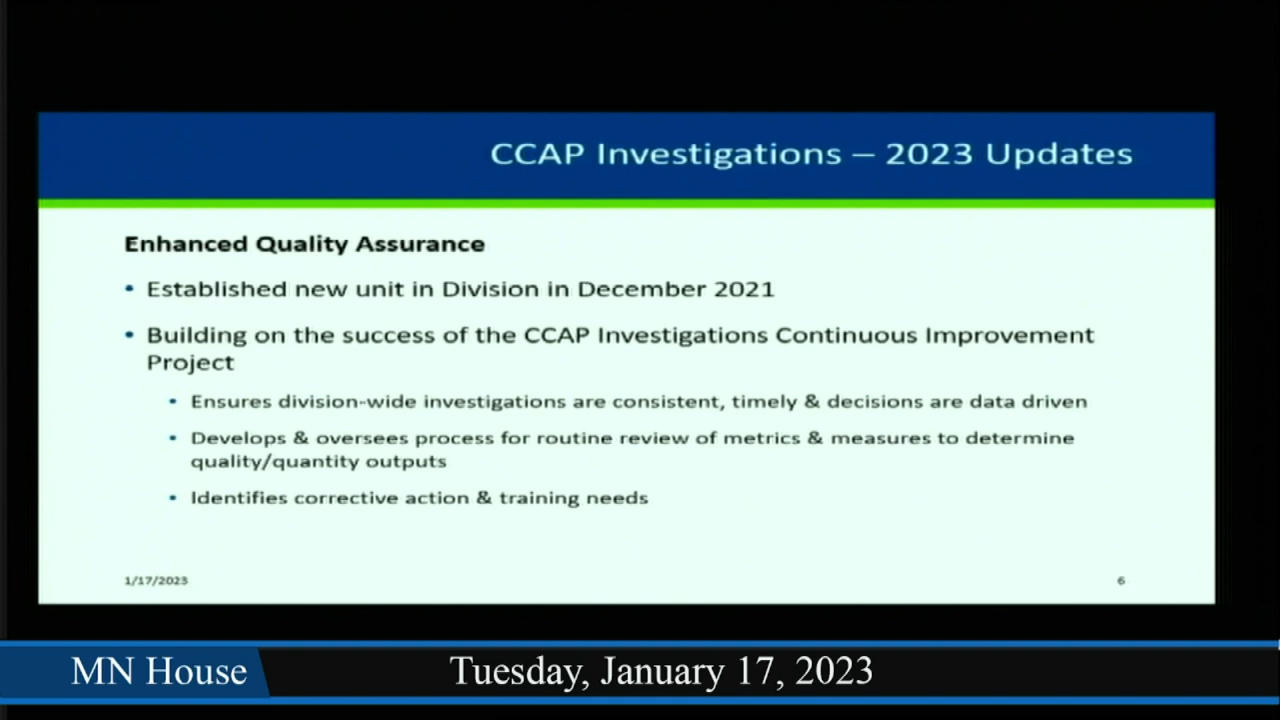 CCAP Investigations – 2023 Updates
Enhanced Quality Assurance
• Established new unit in Division in December 2021
• Building on the success of the CCAP Investigations Continuous Improvement
Project
• Ensures division-wide investigations are consistent, timely & decisions are data driven
• Develops & oversees process for routine review of metrics & measures to determine
quality/quantity outputs
• Identifies corrective action & training needs
1/17/2023
6
MN House
Tuesday, January 17, 2023